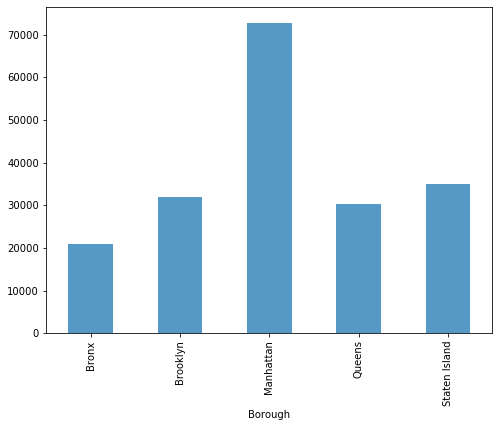 70000
60000
50000
40000
30000
20000
10000
0
Bronx
Brooklyn
Manhattan
Queens
Staten Island
Borough